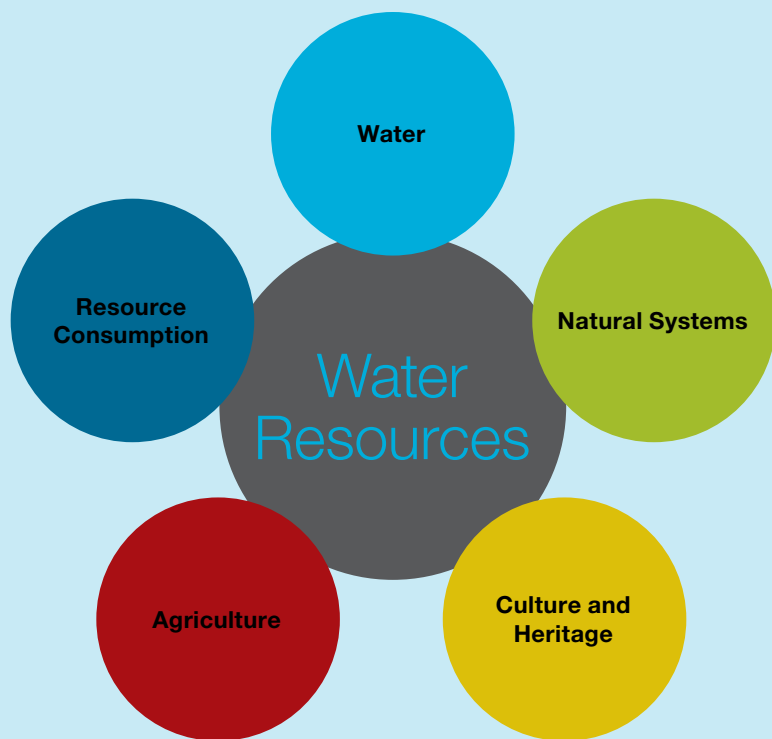 Water
Resource
Consumption
Natural Systems
Water
Resources
Agriculture
Culture and
Heritage